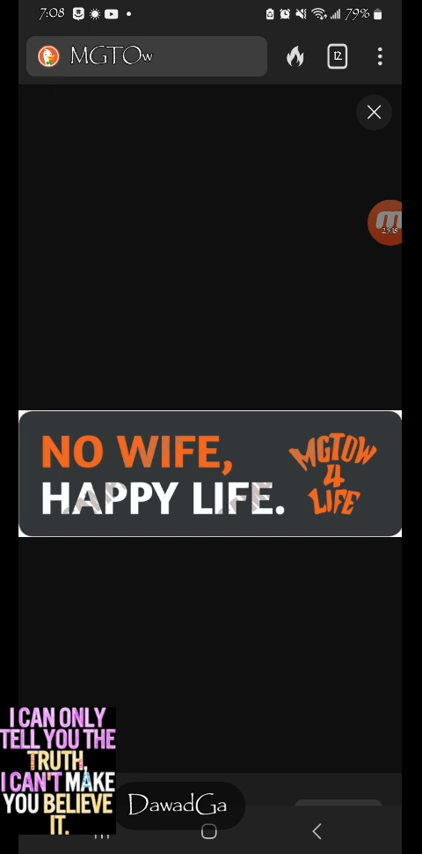 7:08
79%
MGTOw
12
NO WIFE,
HAPPY LIFE.
MGTOW
4
LIFE
I CAN ONLY
TELL YOU THE
TRUTH,
I CAN'T MAKE
YOU BELIEVE
IT.
DawadGa